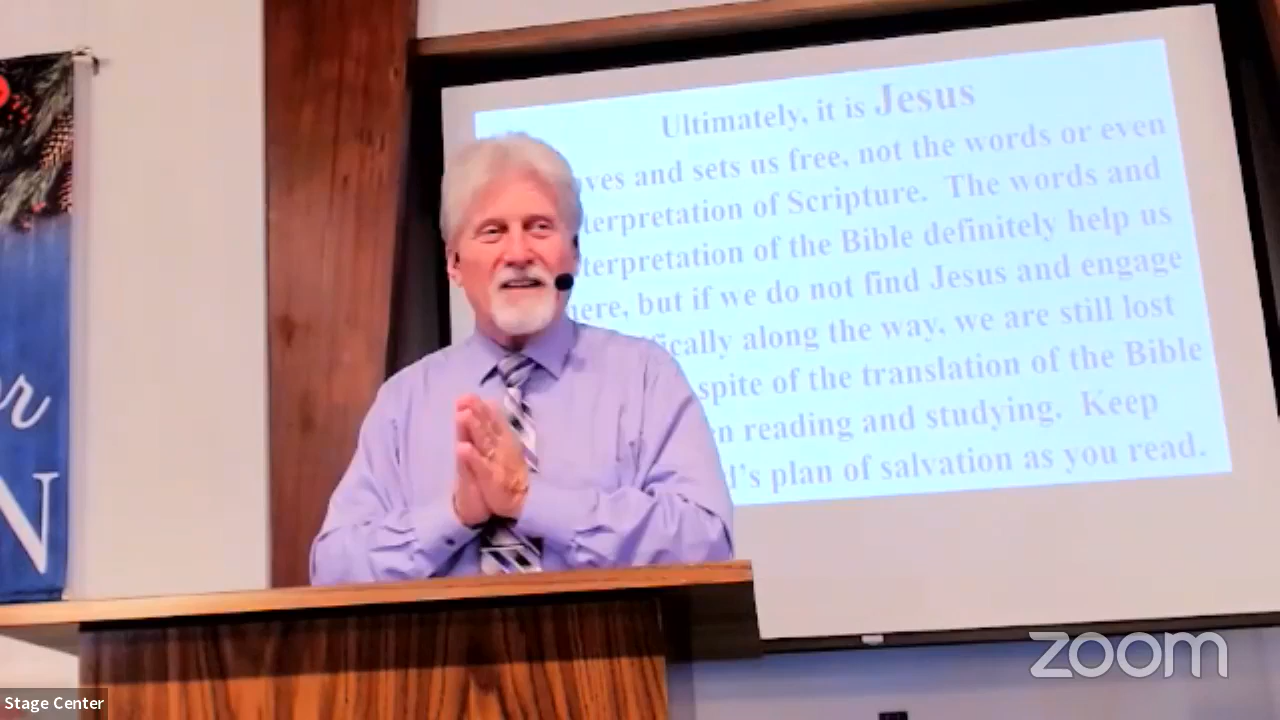 Ultimately, it is Jesus
ves and sets us free, not the words or even
terpretation of Scripture. The words and
terpretation of the Bible definitely help us
here, but if we do not find Jesus and engage
fically along the way, we are still lost
spite of the translation of the Bible
n reading and studying. Keep
d's plan of salvation as you read.
or
N
zoom
Stage Center